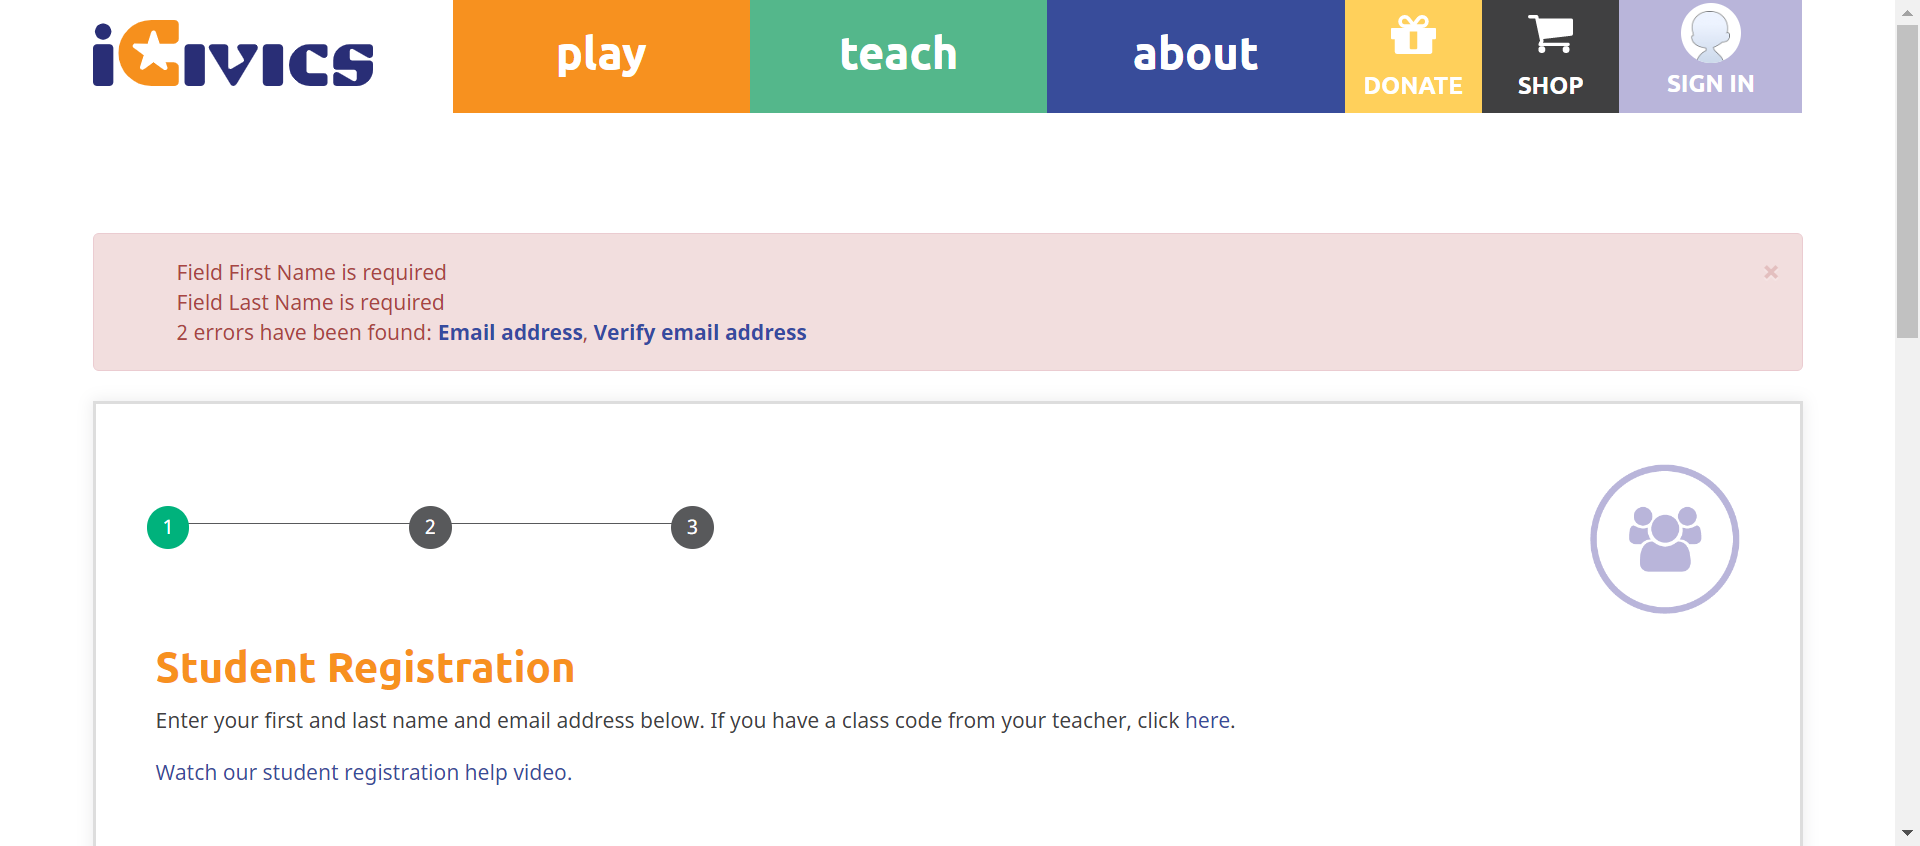 iCivics
play
teach
about
DONATE
SHOP
SIGN IN
Field First Name is required
×
Field Last Name is required
2 errors have been found: Email address, Verify email address
1
2
3
Student Registration
Enter your first and last name and email address below. If you have a class code from your teacher, click here.
Watch our student registration help video.